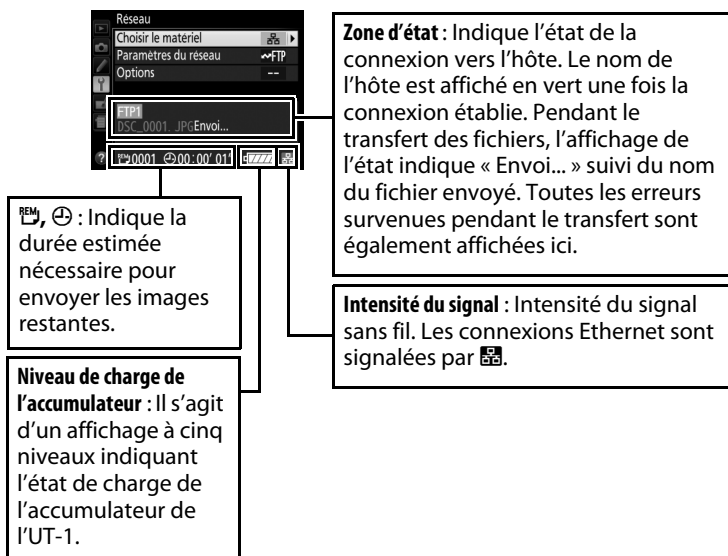 Réseau
Choisir le matériel
Paramètres du réseau FTP
Options --
FTP1
DSC_0001. JPGEnvoi...
REM 0001 00:00' 01"
Zone d'état : Indique l'état de la
connexion vers l'hôte. Le nom de
l'hôte est affiché en vert une fois la
connexion établie. Pendant le
transfert des fichiers, l'affichage de
l'état indique « Envoi... » suivi du nom
du fichier envoyé. Toutes les erreurs
survenues pendant le transfert sont
également affichées ici.
REM, : Indique la
durée estimée
nécessaire pour
envoyer les images
restantes.
Intensité du signal : Intensité du signal
sans fil. Les connexions Ethernet sont
signalées par .
Niveau de charge de
l'accumulateur : Il s'agit
d'un affichage à cinq
niveaux indiquant
l'état de charge de
l'accumulateur de
l'UT-1.